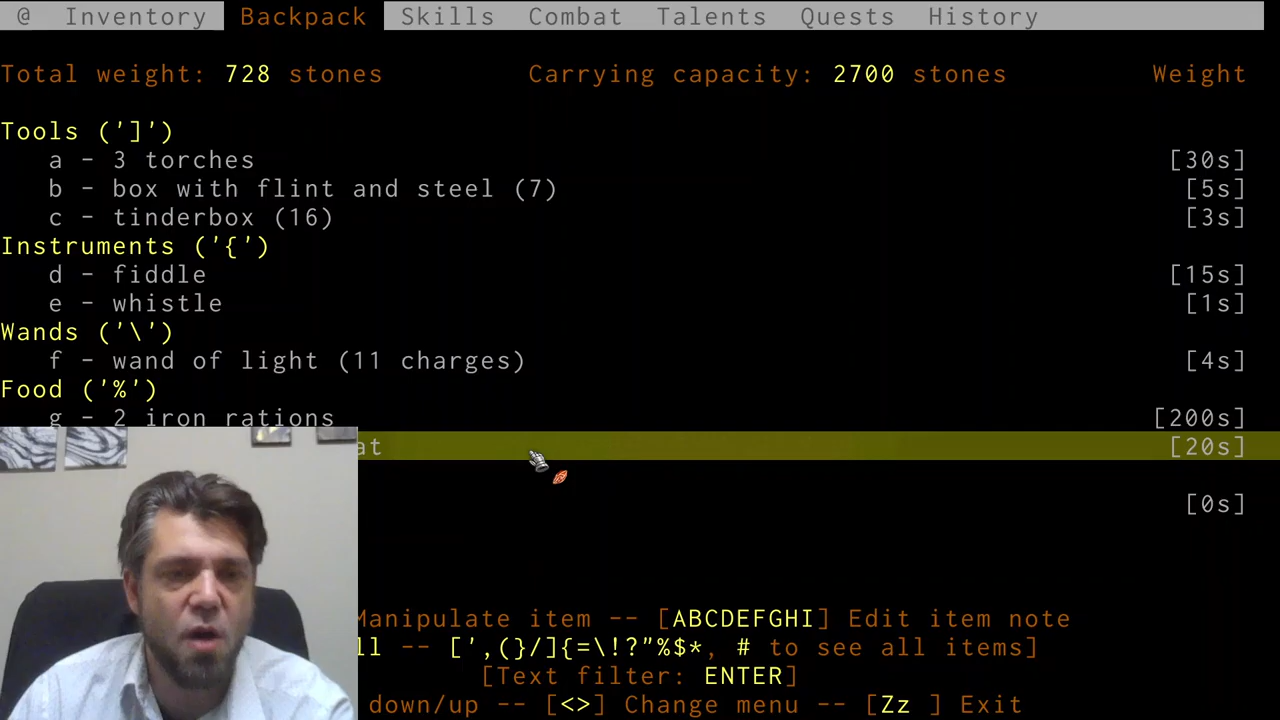 @ Inventory Backpack Skills Combat Talents Quests History
Total weight: 728 stones Carrying capacity: 2700 stones Weight
Tools (']')
a - 3 torches [30s]
b - box with flint and steel (7) [5s]
c - tinderbox (16) [3s]
Instruments ('{')
d - fiddle [15s]
e - whistle [1s]
Wands ('\')
f - wand of light (11 charges) [4s]
Food ('%')
g - 2 iron rations [200s]
[20s]
[0s]
Manipulate item -- [ABCDEFGHI] Edit item note
-- [',(}/]{=\!?"%$*, # to see all items]
[Text filter: ENTER]
down/up -- [<>] Change menu -- [Zz ] Exit